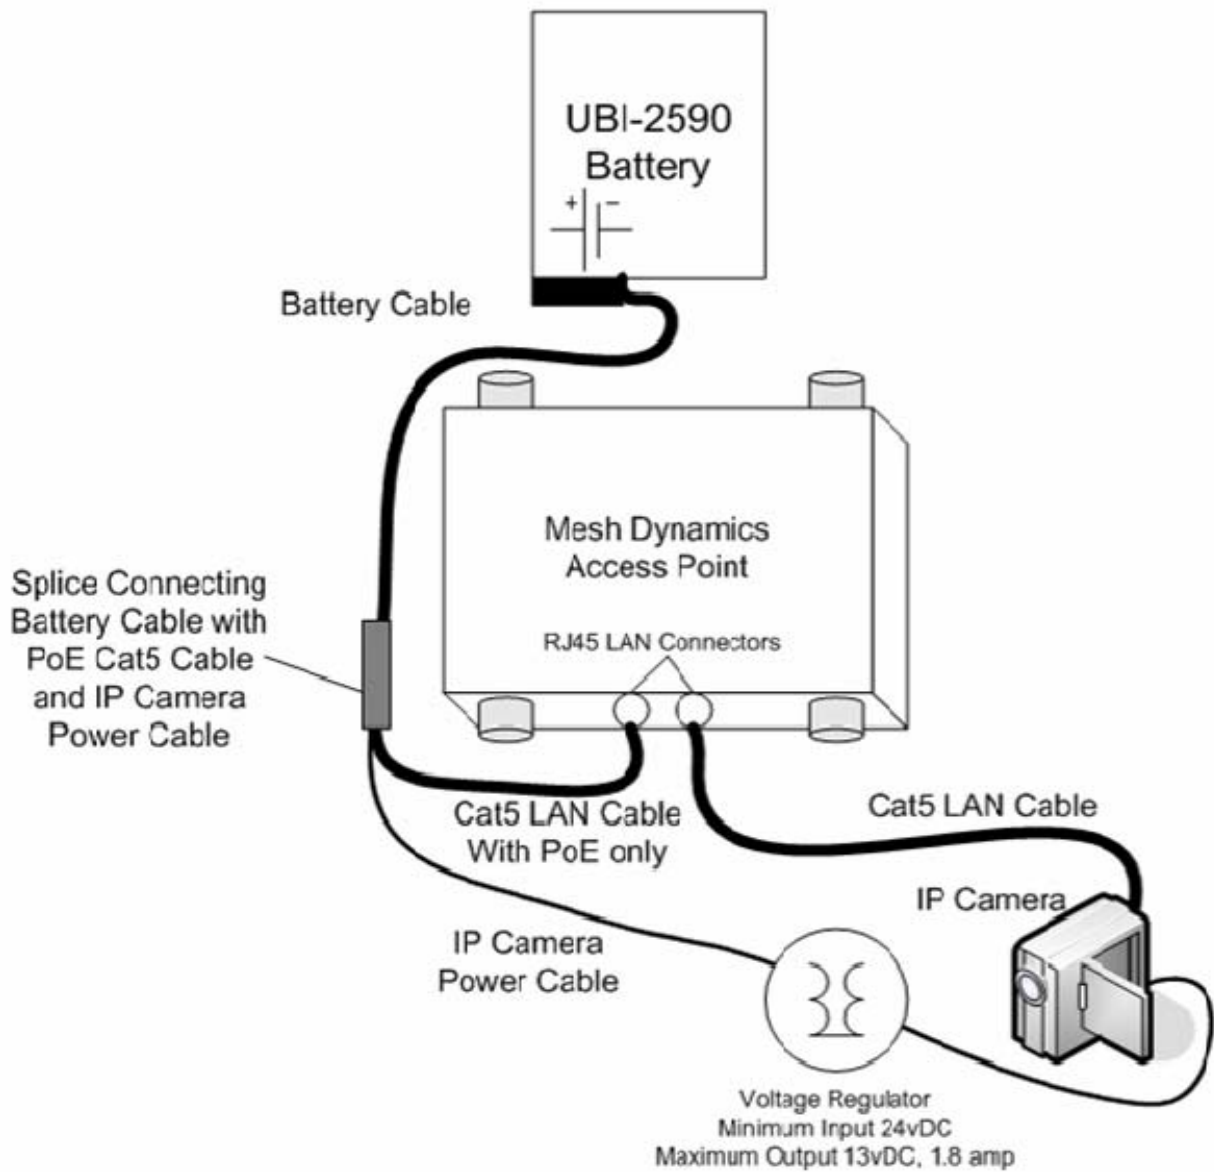 UBI-2590
Battery
+ −
Battery Cable
Mesh Dynamics
Access Point
RJ45 LAN Connectors
Splice Connecting
Battery Cable with
PoE Cat5 Cable
and IP Camera
Power Cable
Cat5 LAN Cable
With PoE only
Cat5 LAN Cable
IP Camera
IP Camera
Power Cable
Voltage Regulator
Minimum Input 24vDC
Maximum Output 13vDC, 1.8 amp